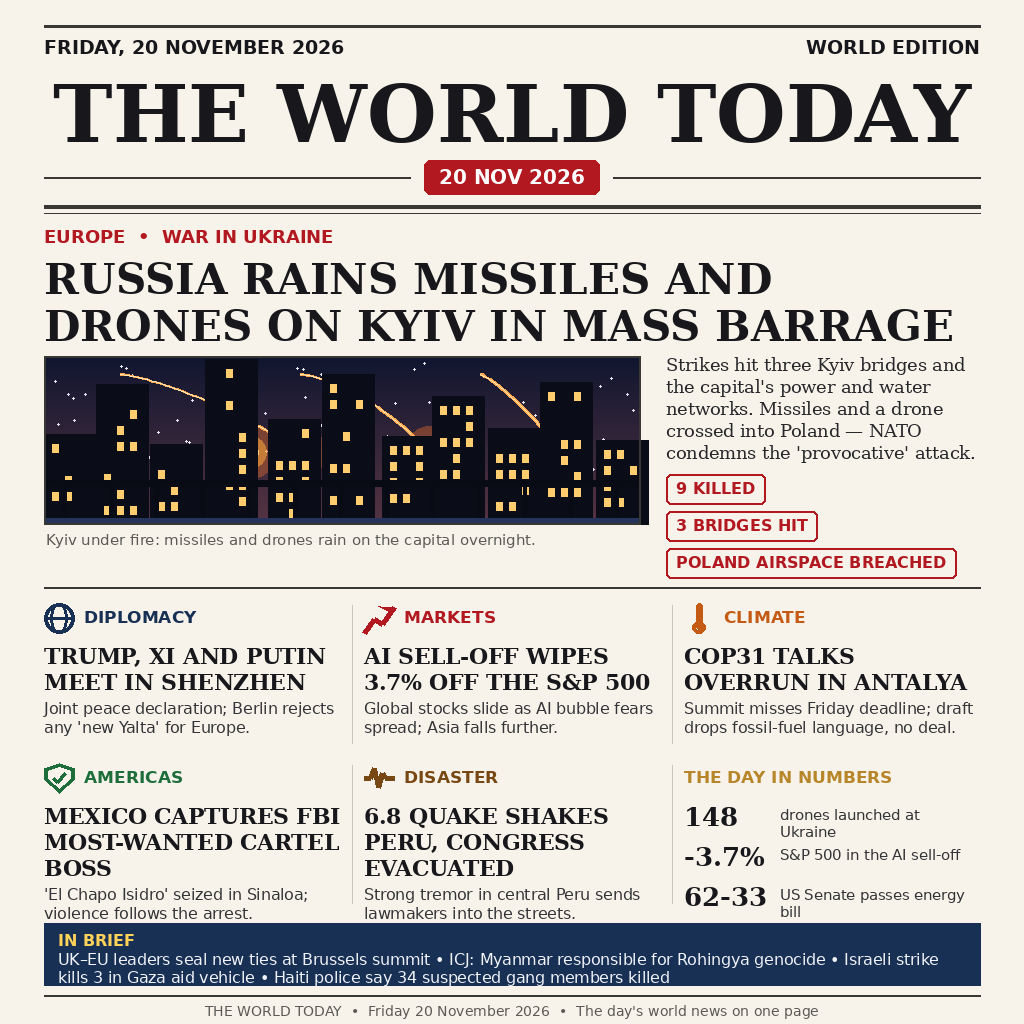 FRIDAY, 20 NOVEMBER 2026
WORLD EDITION
THE WORLD TODAY
20 NOV 2026
EUROPE • WAR IN UKRAINE
RUSSIA RAINS MISSILES AND
DRONES ON KYIV IN MASS BARRAGE
Strikes hit three Kyiv bridges and
the capital's power and water
networks. Missiles and a drone
crossed into Poland — NATO
condemns the 'provocative' attack.
9 KILLED
3 BRIDGES HIT
POLAND AIRSPACE BREACHED
Kyiv under fire: missiles and drones rain on the capital overnight.
DIPLOMACY
TRUMP, XI AND PUTIN
MEET IN SHENZHEN
Joint peace declaration; Berlin rejects
any 'new Yalta' for Europe.
MARKETS
AI SELL-OFF WIPES
3.7% OFF THE S&P 500
Global stocks slide as AI bubble fears
spread; Asia falls further.
CLIMATE
COP31 TALKS
OVERRUN IN ANTALYA
Summit misses Friday deadline; draft
drops fossil-fuel language, no deal.
AMERICAS
MEXICO CAPTURES FBI
MOST-WANTED CARTEL
BOSS
'El Chapo Isidro' seized in Sinaloa;
violence follows the arrest.
DISASTER
6.8 QUAKE SHAKES
PERU, CONGRESS
EVACUATED
Strong tremor in central Peru sends
lawmakers into the streets.
THE DAY IN NUMBERS
148 drones launched at
Ukraine
-3.7% S&P 500 in the AI sell-off
62-33 US Senate passes energy
bill
IN BRIEF
UK–EU leaders seal new ties at Brussels summit • ICJ: Myanmar responsible for Rohingya genocide • Israeli strike
kills 3 in Gaza aid vehicle • Haiti police say 34 suspected gang members killed
THE WORLD TODAY • Friday 20 November 2026 • The day's world news on one page